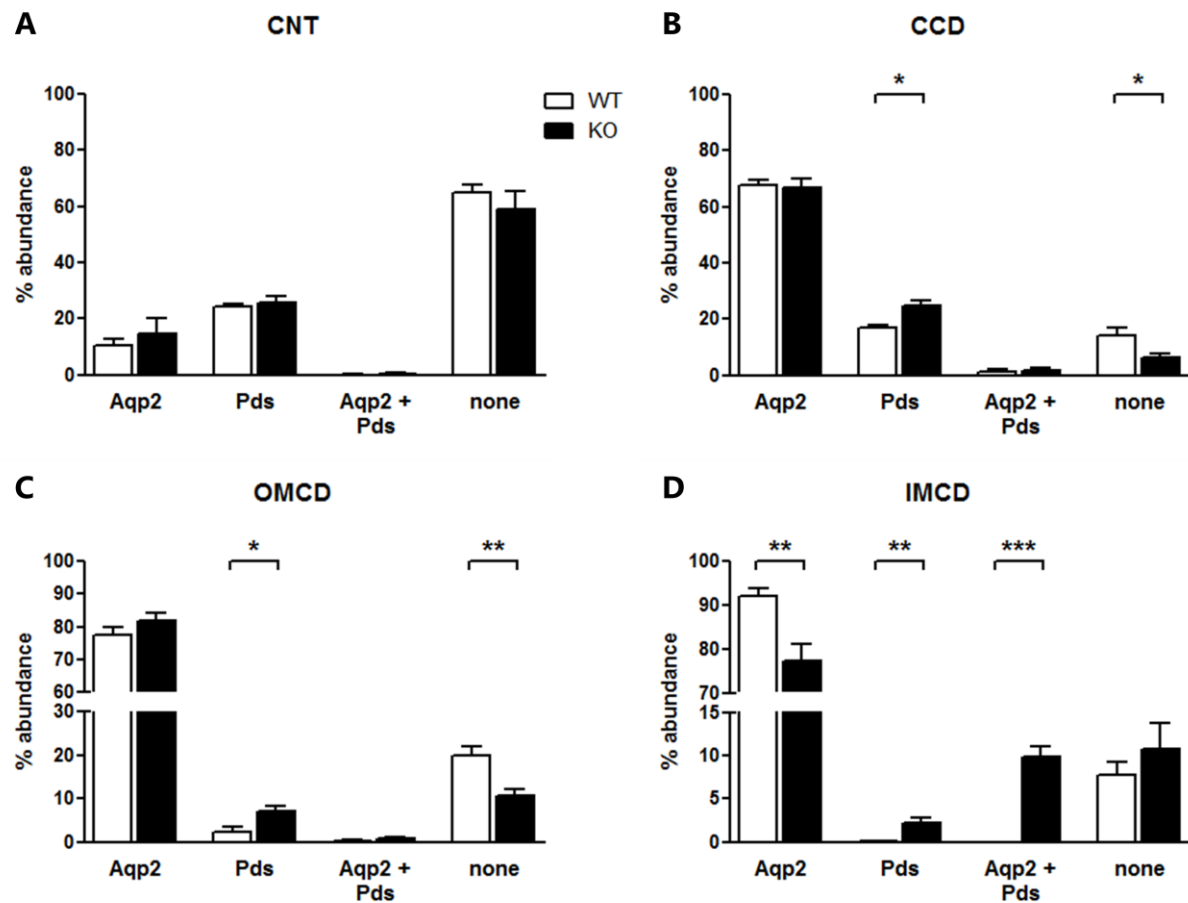 A
CNT
% abundance
100
80
60
40
20
0
WT
KO
Aqp2
Pds
Aqp2 +
Pds
none
B
CCD
% abundance
100
80
60
40
20
0
*
*
Aqp2
Pds
Aqp2 +
Pds
none
C
OMCD
% abundance
100
90
80
70
60
30
20
10
0
*
**
Aqp2
Pds
Aqp2 +
Pds
none
D
IMCD
% abundance
100
90
80
70
15
10
5
0
**
**
***
Aqp2
Pds
Aqp2 +
Pds
none